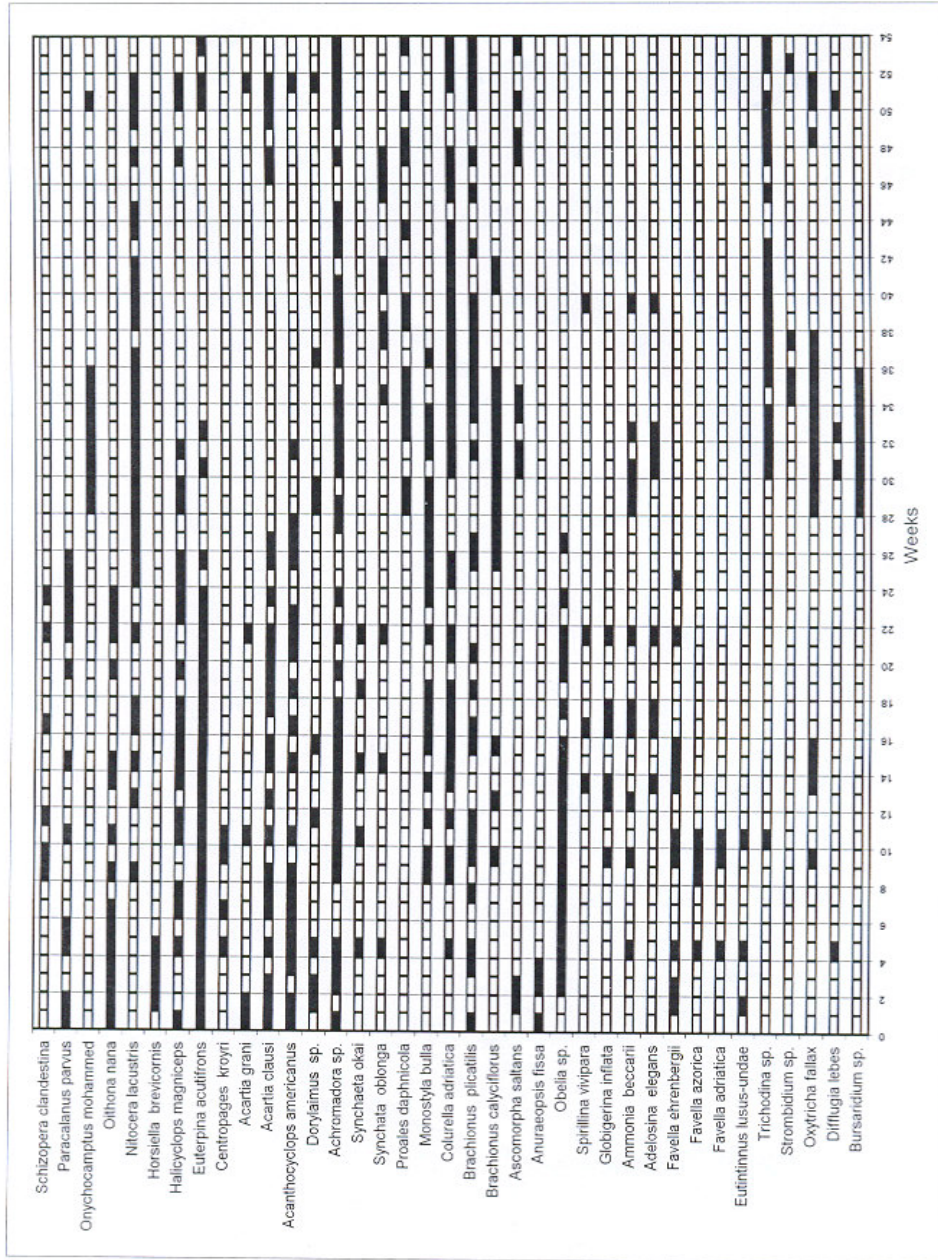 Schizopera clandestina
Paracalanus parvus
Onychocamptus mohammed
Oithona nana
Nitocera lacustris
Horsiella brevicornis
Halicyclops magniceps
Euterpina acutifrons
Centropages kroyri
Acartia grani
Acartia clausi
Acanthocyclops americanus
Dorylaimus sp.
Achromadora sp.
Synchaeta okai
Synchata oblonga
Proales daphnicola
Monostyla bulla
Colurella adriatica
Brachionus plicatilis
Brachionus calyciflorus
Ascomorpha saltans
Anuraeopsis fissa
Obelia sp.
Spirillina vivipara
Globigerina inflata
Ammonia beccarii
Adelosina elegans
Favella ehrenbergii
Favella azorica
Favella adriatica
Eutintinnus lusus-undae
Trichodina sp.
Strombidium sp.
Oxytricha fallax
Difflugia lebes
Bursaridium sp.
0 2 4 6 8 10 12 14 16 18 20 22 24 26 28 30 32 34 36 38 40 42 44 46 48 50 52 54
Weeks